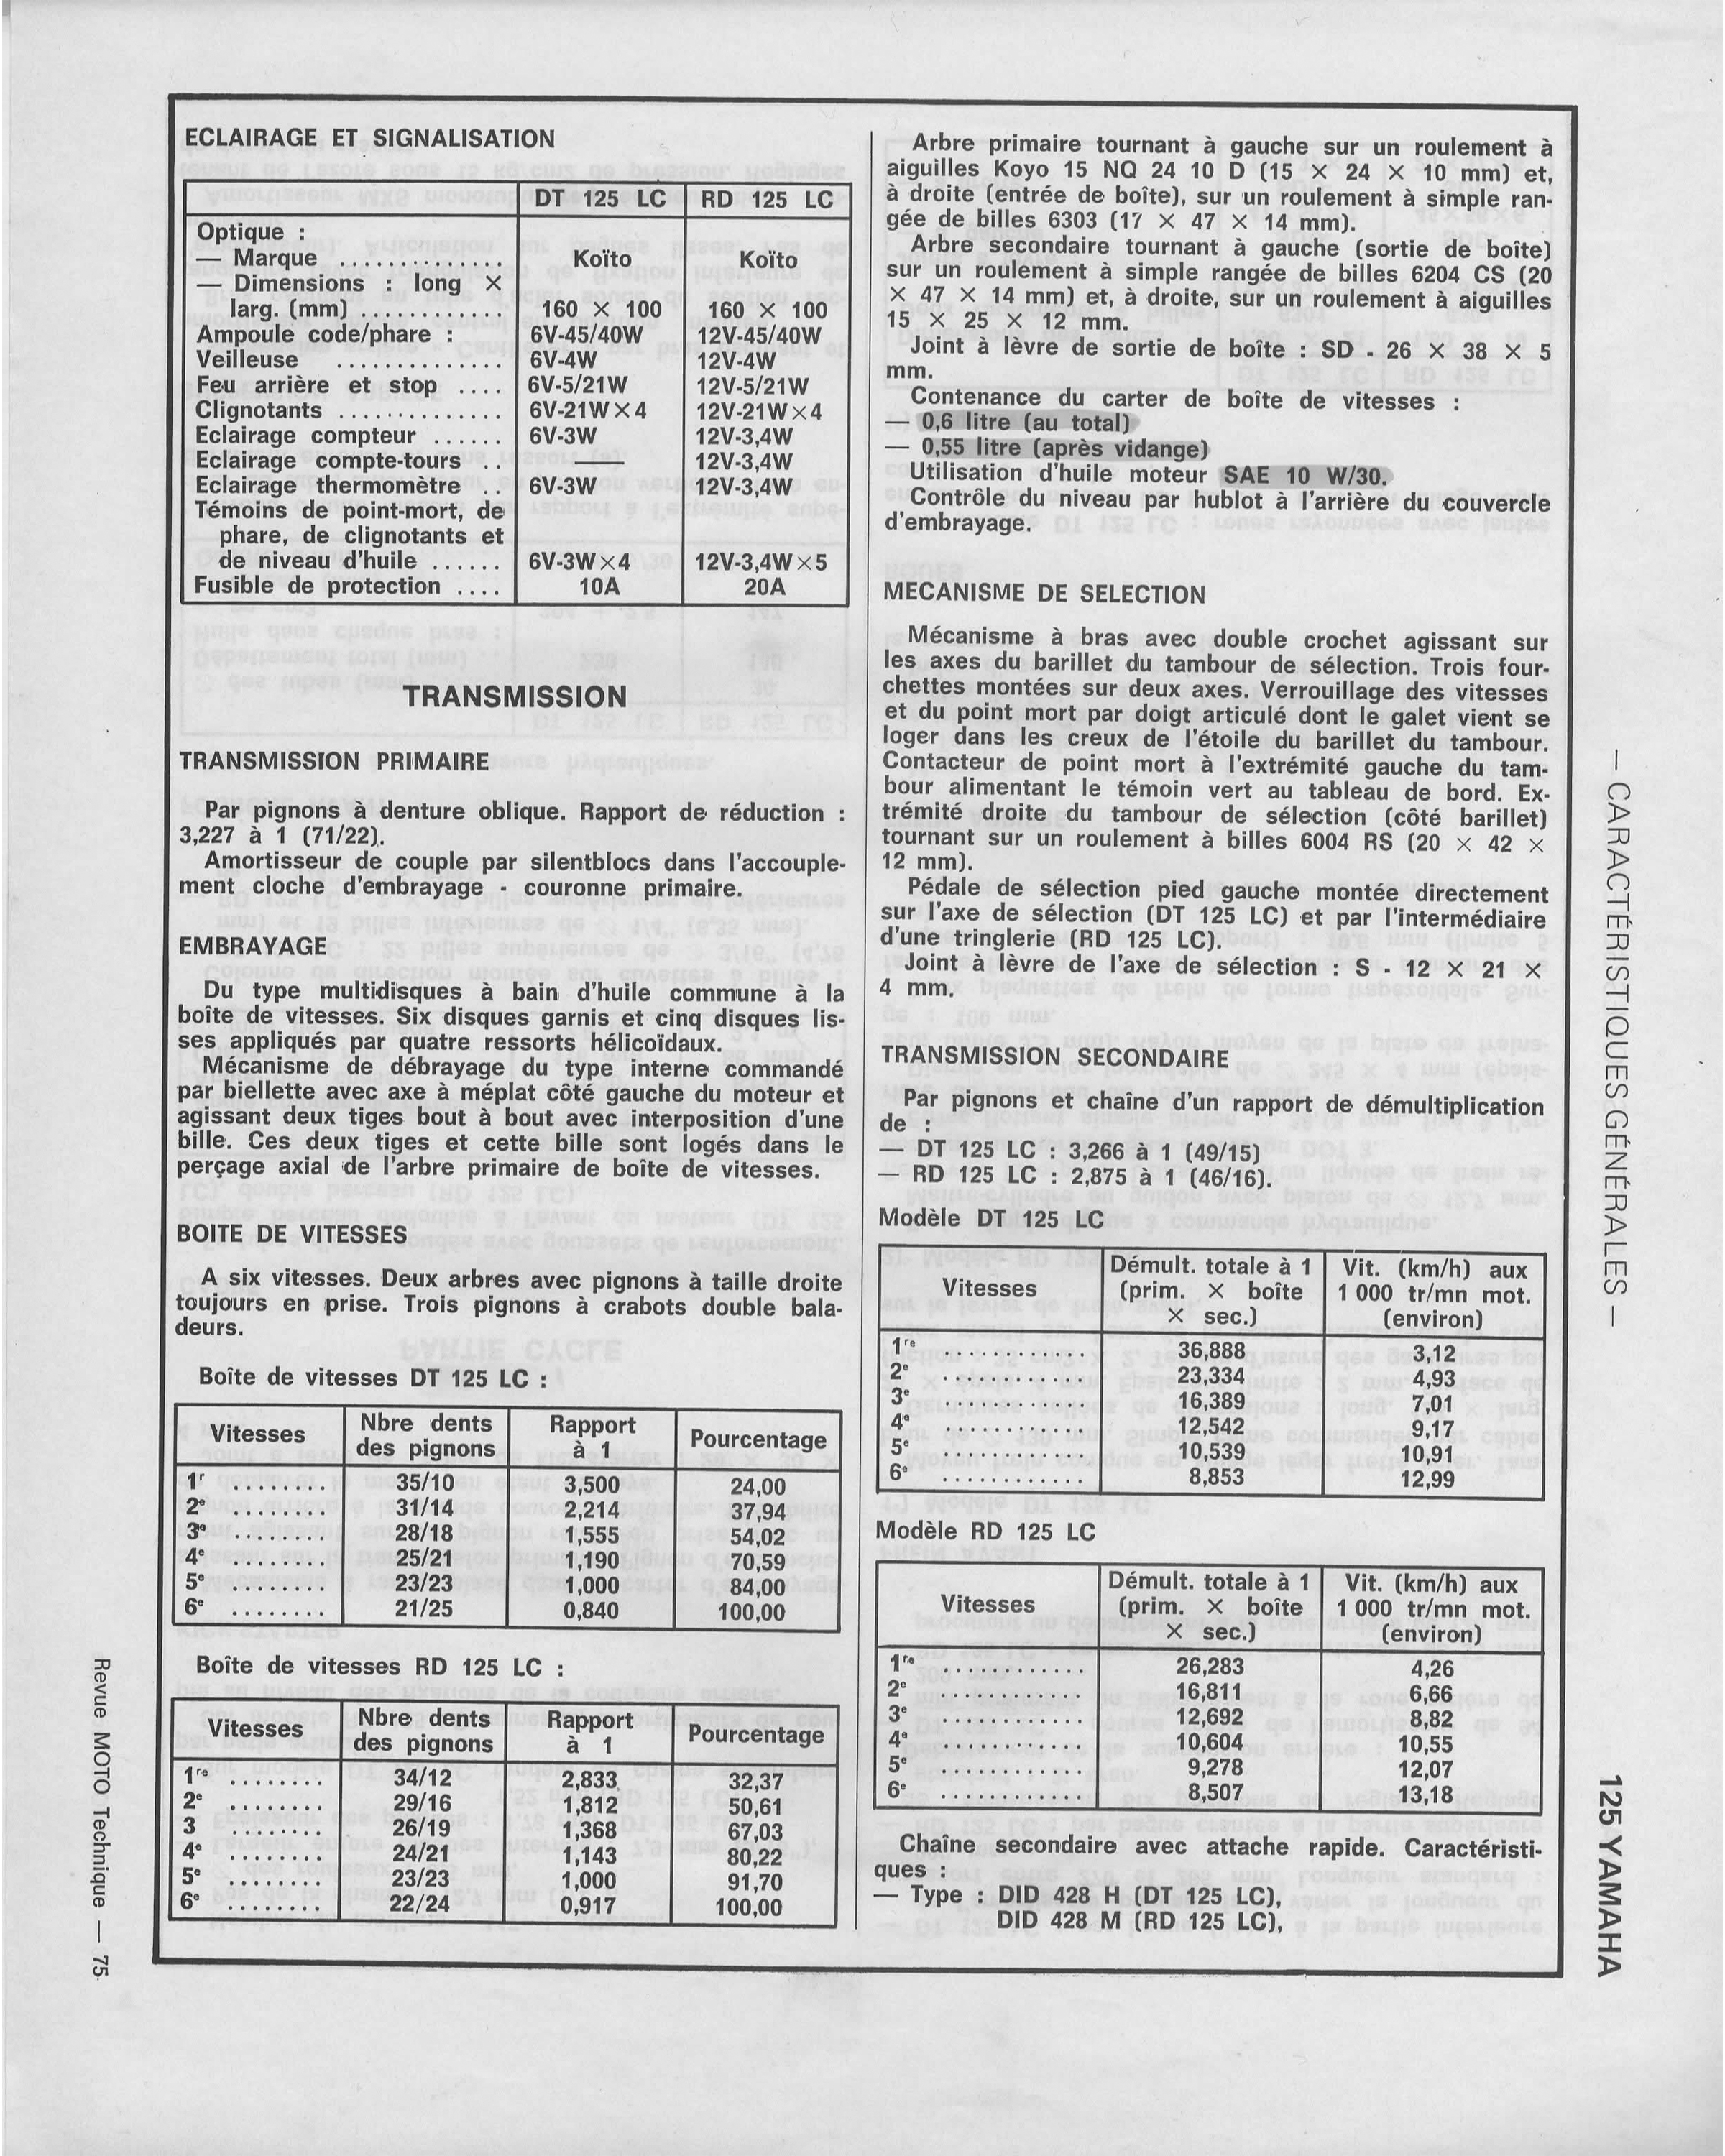 ECLAIRAGE ET SIGNALISATION
DT 125 LC RD 125 LC
Optique :
— Marque .............. Koïto Koïto
— Dimensions : long ×
larg. (mm) ............ 160 × 100 160 × 100
Ampoule code/phare : 6V-45/40W 12V-45/40W
Veilleuse .............. 6V-4W 12V-4W
Feu arrière et stop .... 6V-5/21W 12V-5/21W
Clignotants .............. 6V-21W×4 12V-21W×4
Eclairage compteur ...... 6V-3W 12V-3,4W
Eclairage compte-tours .. —— 12V-3,4W
Eclairage thermomètre .. 6V-3W 12V-3,4W
Témoins de point-mort, de
phare, de clignotants et
de niveau d'huile ...... 6V-3W×4 12V-3,4W×5
Fusible de protection .... 10A 20A
TRANSMISSION
TRANSMISSION PRIMAIRE
Par pignons à denture oblique. Rapport de réduction :
3,227 à 1 (71/22).
Amortisseur de couple par silentblocs dans l'accouple-
ment cloche d'embrayage - couronne primaire.
EMBRAYAGE
Du type multidisques à bain d'huile commune à la
boîte de vitesses. Six disques garnis et cinq disques lis-
ses appliqués par quatre ressorts hélicoïdaux.
Mécanisme de débrayage du type interne commandé
par biellette avec axe à méplat côté gauche du moteur et
agissant deux tiges bout à bout avec interposition d'une
bille. Ces deux tiges et cette bille sont logés dans le
perçage axial de l'arbre primaire de boîte de vitesses.
BOITE DE VITESSES
A six vitesses. Deux arbres avec pignons à taille droite
toujours en prise. Trois pignons à crabots double bala-
deurs.
Boîte de vitesses DT 125 LC :
Vitesses Nbre dents des pignons Rapport à 1 Pourcentage
1r ........ 35/10 3,500 24,00
2e ........ 31/14 2,214 37,94
3e ........ 28/18 1,555 54,02
4e ........ 25/21 1,190 70,59
5e ........ 23/23 1,000 84,00
6e ........ 21/25 0,840 100,00
Boîte de vitesses RD 125 LC :
Vitesses Nbre dents des pignons Rapport à 1 Pourcentage
1re ........ 34/12 2,833 32,37
2e ........ 29/16 1,812 50,61
3 ........ 26/19 1,368 67,03
4e ........ 24/21 1,143 80,22
5e ........ 23/23 1,000 91,70
6e ........ 22/24 0,917 100,00
Arbre primaire tournant à gauche sur un roulement à
aiguilles Koyo 15 NQ 24 10 D (15 × 24 × 10 mm) et,
à droite (entrée de boîte), sur un roulement à simple ran-
gée de billes 6303 (17 × 47 × 14 mm).
Arbre secondaire tournant à gauche (sortie de boîte)
sur un roulement à simple rangée de billes 6204 CS (20
× 47 × 14 mm) et, à droite, sur un roulement à aiguilles
15 × 25 × 12 mm.
Joint à lèvre de sortie de boîte : SD - 26 × 38 × 5
mm.
Contenance du carter de boîte de vitesses :
— 0,6 litre (au total)
— 0,55 litre (après vidange)
Utilisation d'huile moteur SAE 10 W/30.
Contrôle du niveau par hublot à l'arrière du couvercle
d'embrayage.
MECANISME DE SELECTION
Mécanisme à bras avec double crochet agissant sur
les axes du barillet du tambour de sélection. Trois four-
chettes montées sur deux axes. Verrouillage des vitesses
et du point mort par doigt articulé dont le galet vient se
loger dans les creux de l'étoile du barillet du tambour.
Contacteur de point mort à l'extrémité gauche du tam-
bour alimentant le témoin vert au tableau de bord. Ex-
trémité droite du tambour de sélection (côté barillet)
tournant sur un roulement à billes 6004 RS (20 × 42 ×
12 mm).
Pédale de sélection pied gauche montée directement
sur l'axe de sélection (DT 125 LC) et par l'intermédiaire
d'une tringlerie (RD 125 LC).
Joint à lèvre de l'axe de sélection : S - 12 × 21 ×
4 mm.
TRANSMISSION SECONDAIRE
Par pignons et chaîne d'un rapport de démultiplication
de :
— DT 125 LC : 3,266 à 1 (49/15)
— RD 125 LC : 2,875 à 1 (46/16).
Modèle DT 125 LC
Vitesses Démult. totale à 1 (prim. × boîte × sec.) Vit. (km/h) aux 1 000 tr/mn mot. (environ)
1re ............ 36,888 3,12
2e ............ 23,334 4,93
3e ............ 16,389 7,01
4e ............ 12,542 9,17
5e ............ 10,539 10,91
6e ............ 8,853 12,99
Modèle RD 125 LC
Vitesses Démult. totale à 1 (prim. × boîte × sec.) Vit. (km/h) aux 1 000 tr/mn mot. (environ)
1re ............ 26,283 4,26
2e ............ 16,811 6,66
3e ............ 12,692 8,82
4e ............ 10,604 10,55
5e ............ 9,278 12,07
6e ............ 8,507 13,18
Chaîne secondaire avec attache rapide. Caractéristi-
ques :
— Type : DID 428 H (DT 125 LC),
DID 428 M (RD 125 LC),
— CARACTÉRISTIQUES GÉNÉRALES —
125 YAMAHA
Revue MOTO Technique — 75